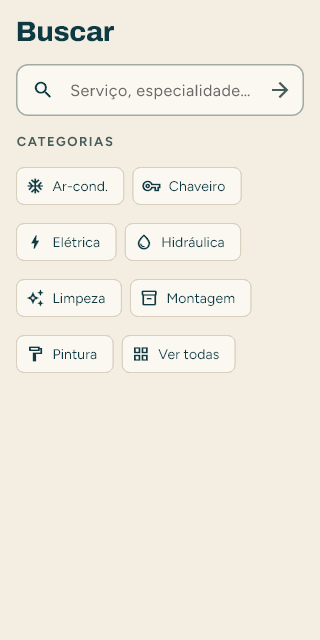 Buscar
Serviço, especialidade...
CATEGORIAS
Ar-cond.
Chaveiro
Elétrica
Hidráulica
Limpeza
Montagem
Pintura
Ver todas